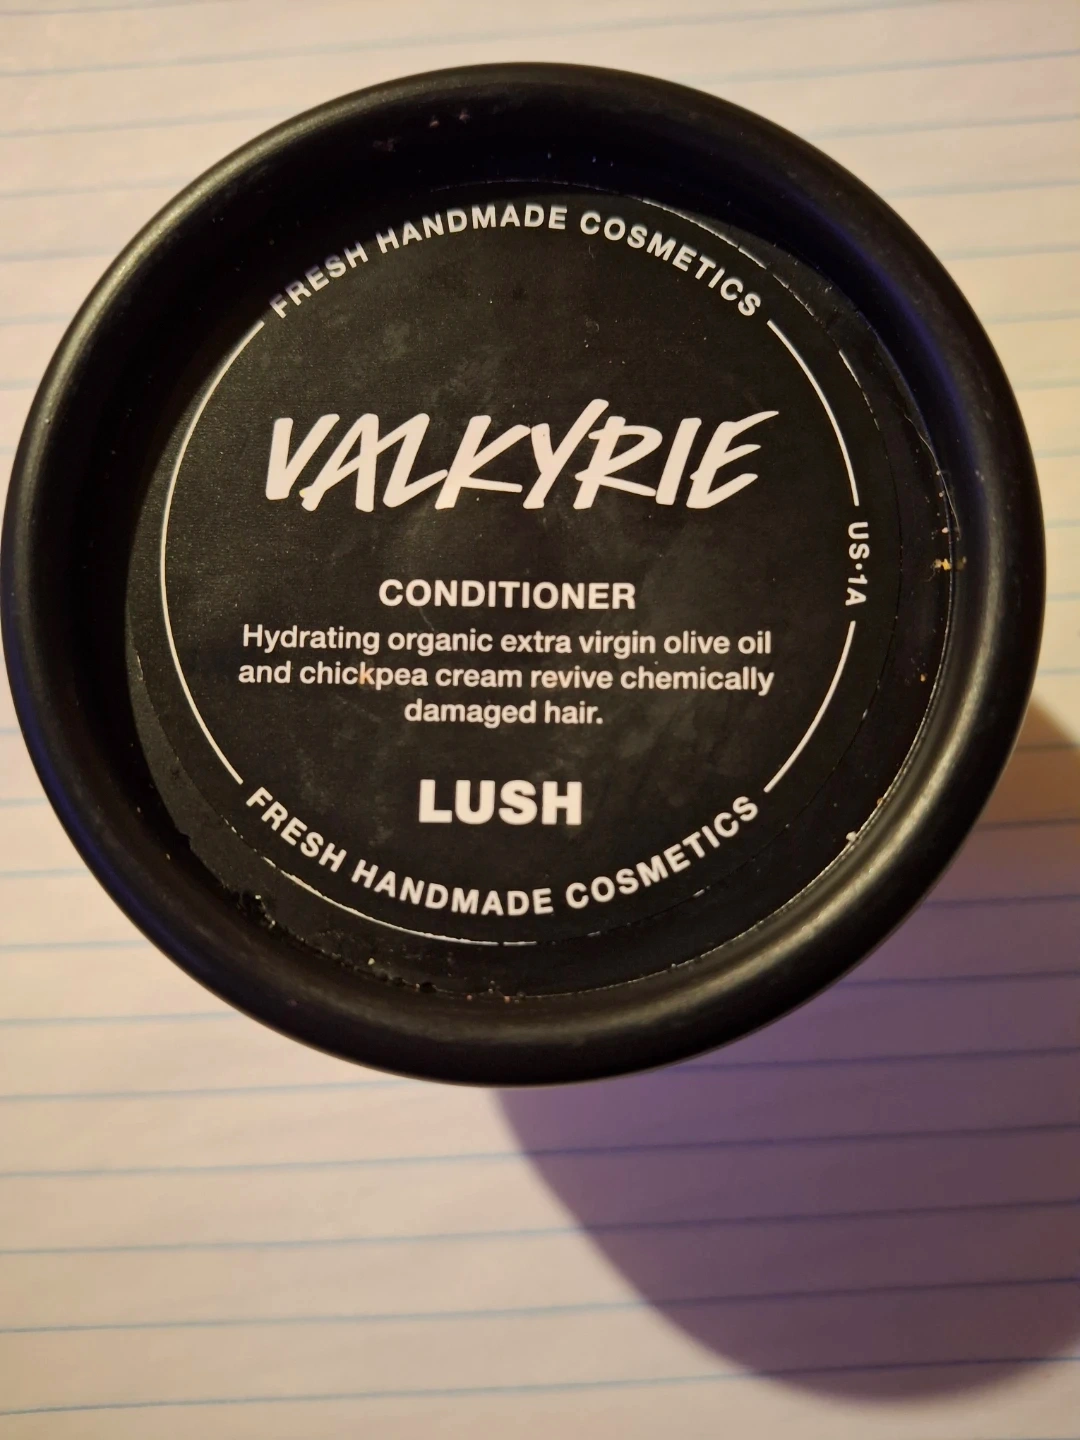 FRESH HANDMADE COSMETICS
VALKYRIE
CONDITIONER
Hydrating organic extra virgin olive oil
and chickpea cream revive chemically
damaged hair.
LUSH
FRESH HANDMADE COSMETICS
US·1A